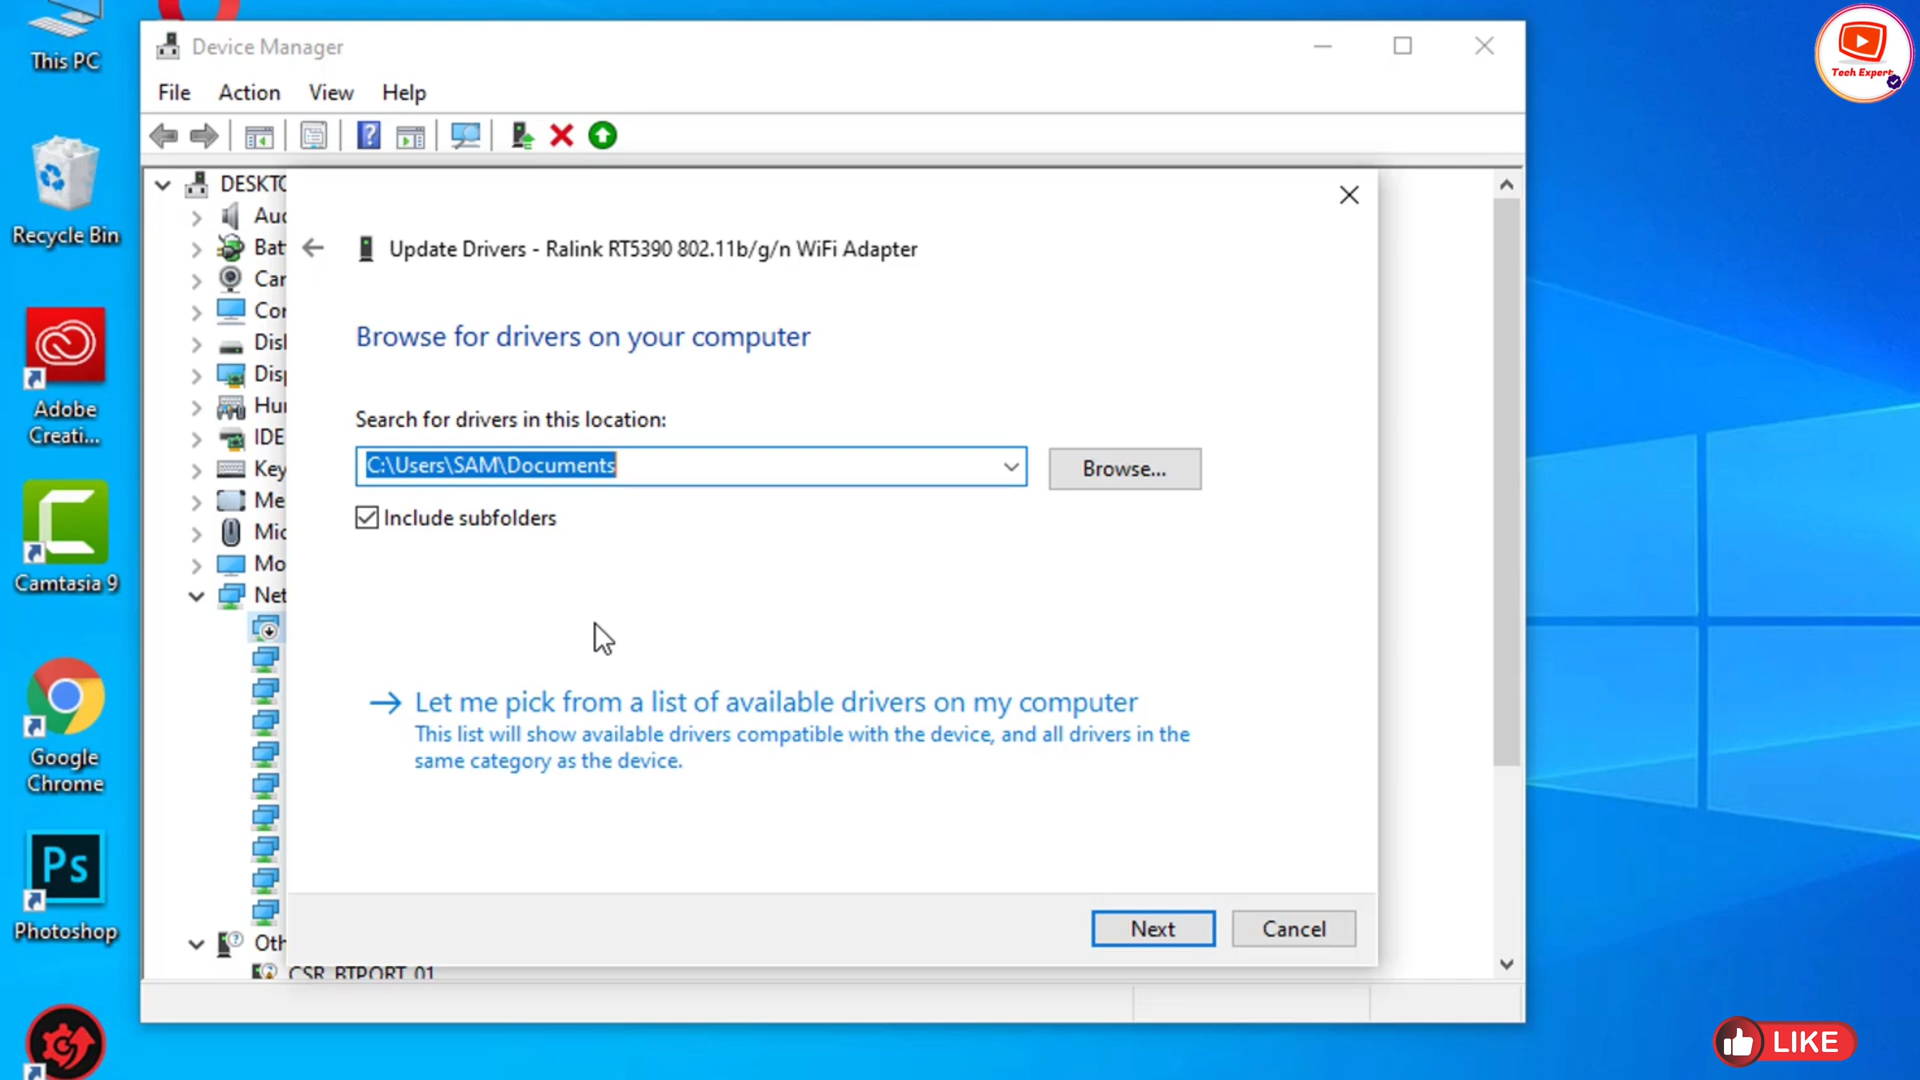 This PC
Recycle Bin
Adobe
Creati...
Camtasia 9
Google
Chrome
Ps
Photoshop
Device Manager
File Action View Help
DESKTO
Aud
Bat
Car
Cor
Disl
Disp
Hur
IDE
Key
Me
Mic
Mo
Net
Oth
CSR_BTPORT_01
Update Drivers - Ralink RT5390 802.11b/g/n WiFi Adapter
Browse for drivers on your computer
Search for drivers in this location:
C:\Users\SAM\Documents
Browse...
Include subfolders
Let me pick from a list of available drivers on my computer
This list will show available drivers compatible with the device, and all drivers in the
same category as the device.
Next Cancel
Tech Expert
LIKE